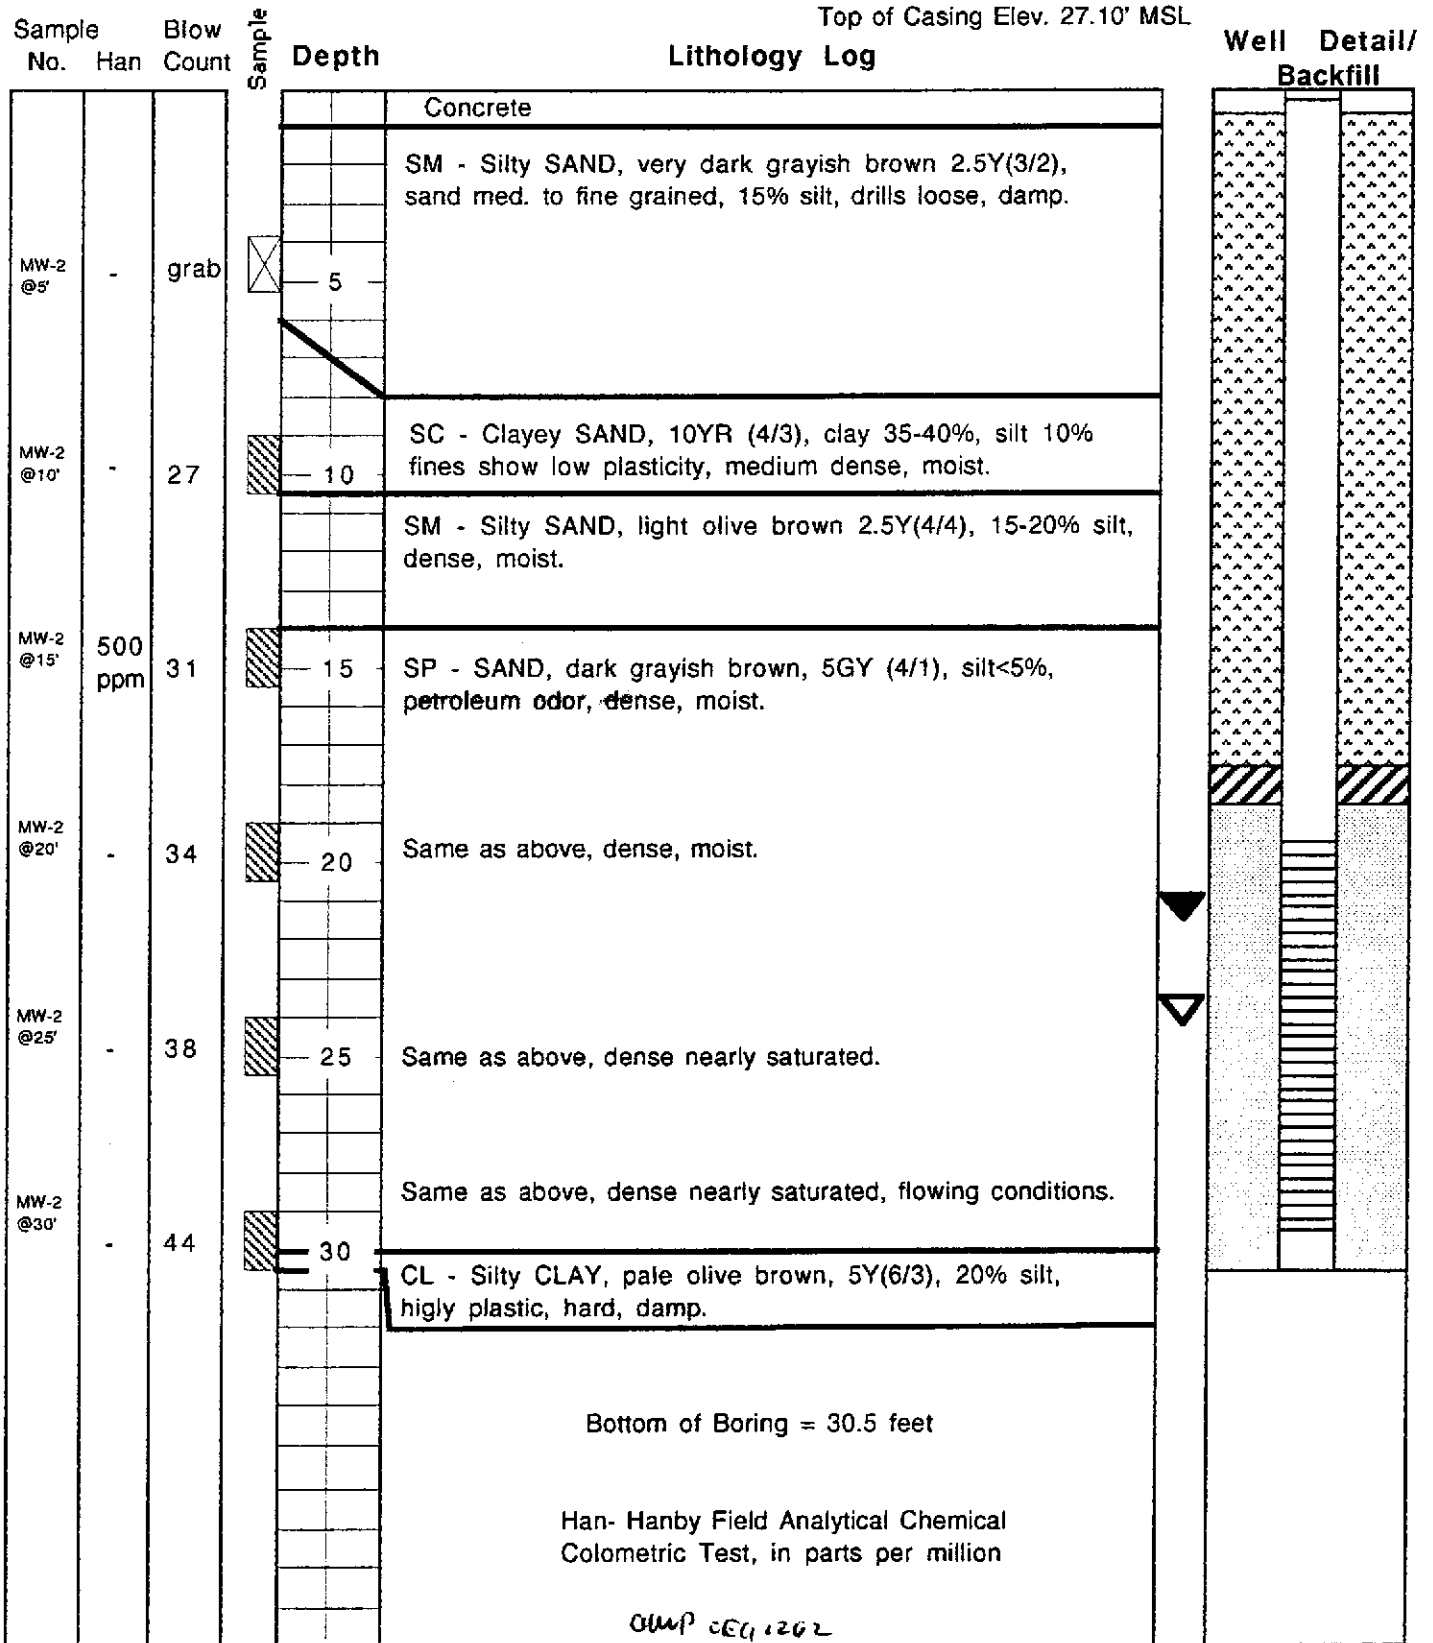 Top of Casing Elev. 27.10' MSL
Sample No.
Han
Blow Count
Sample
Depth
Lithology Log
Well Detail/
Backfill
Concrete
SM - Silty SAND, very dark grayish brown 2.5Y(3/2),
sand med. to fine grained, 15% silt, drills loose, damp.
MW-2
@5'
-
grab
5
SC - Clayey SAND, 10YR (4/3), clay 35-40%, silt 10%
fines show low plasticity, medium dense, moist.
MW-2
@10'
-
27
10
SM - Silty SAND, light olive brown 2.5Y(4/4), 15-20% silt,
dense, moist.
MW-2
@15'
500
ppm
31
15
SP - SAND, dark grayish brown, 5GY (4/1), silt<5%,
petroleum odor, dense, moist.
MW-2
@20'
-
34
20
Same as above, dense, moist.
MW-2
@25'
-
38
25
Same as above, dense nearly saturated.
Same as above, dense nearly saturated, flowing conditions.
MW-2
@30'
-
44
30
CL - Silty CLAY, pale olive brown, 5Y(6/3), 20% silt,
higly plastic, hard, damp.
Bottom of Boring = 30.5 feet
Han- Hanby Field Analytical Chemical
Colometric Test, in parts per million
CEG 1262